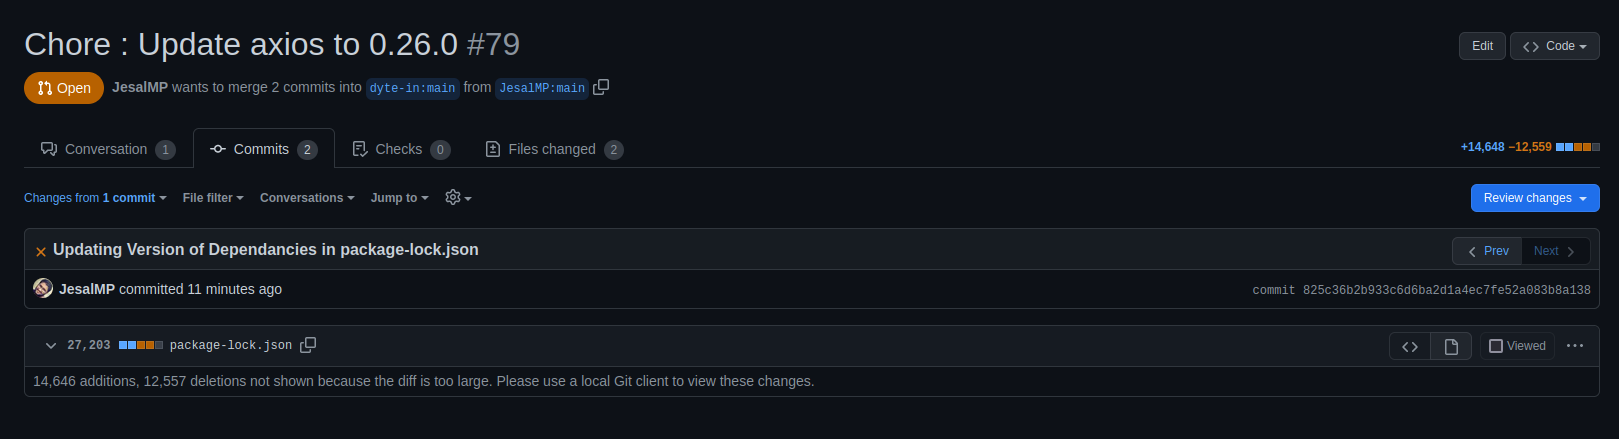 Chore : Update axios to 0.26.0 #79
Edit
Code
Open
JesalMP wants to merge 2 commits into dyte-in:main from JesalMP:main
Conversation 1
Commits 2
Checks 0
Files changed 2
+14,648 −12,559
Changes from 1 commit
File filter
Conversations
Jump to
Review changes
Updating Version of Dependancies in package-lock.json
Prev
Next
JesalMP committed 11 minutes ago
commit 825c36b2b933c6d6ba2d1a4ec7fe52a083b8a138
27,203 package-lock.json
Viewed
14,646 additions, 12,557 deletions not shown because the diff is too large. Please use a local Git client to view these changes.